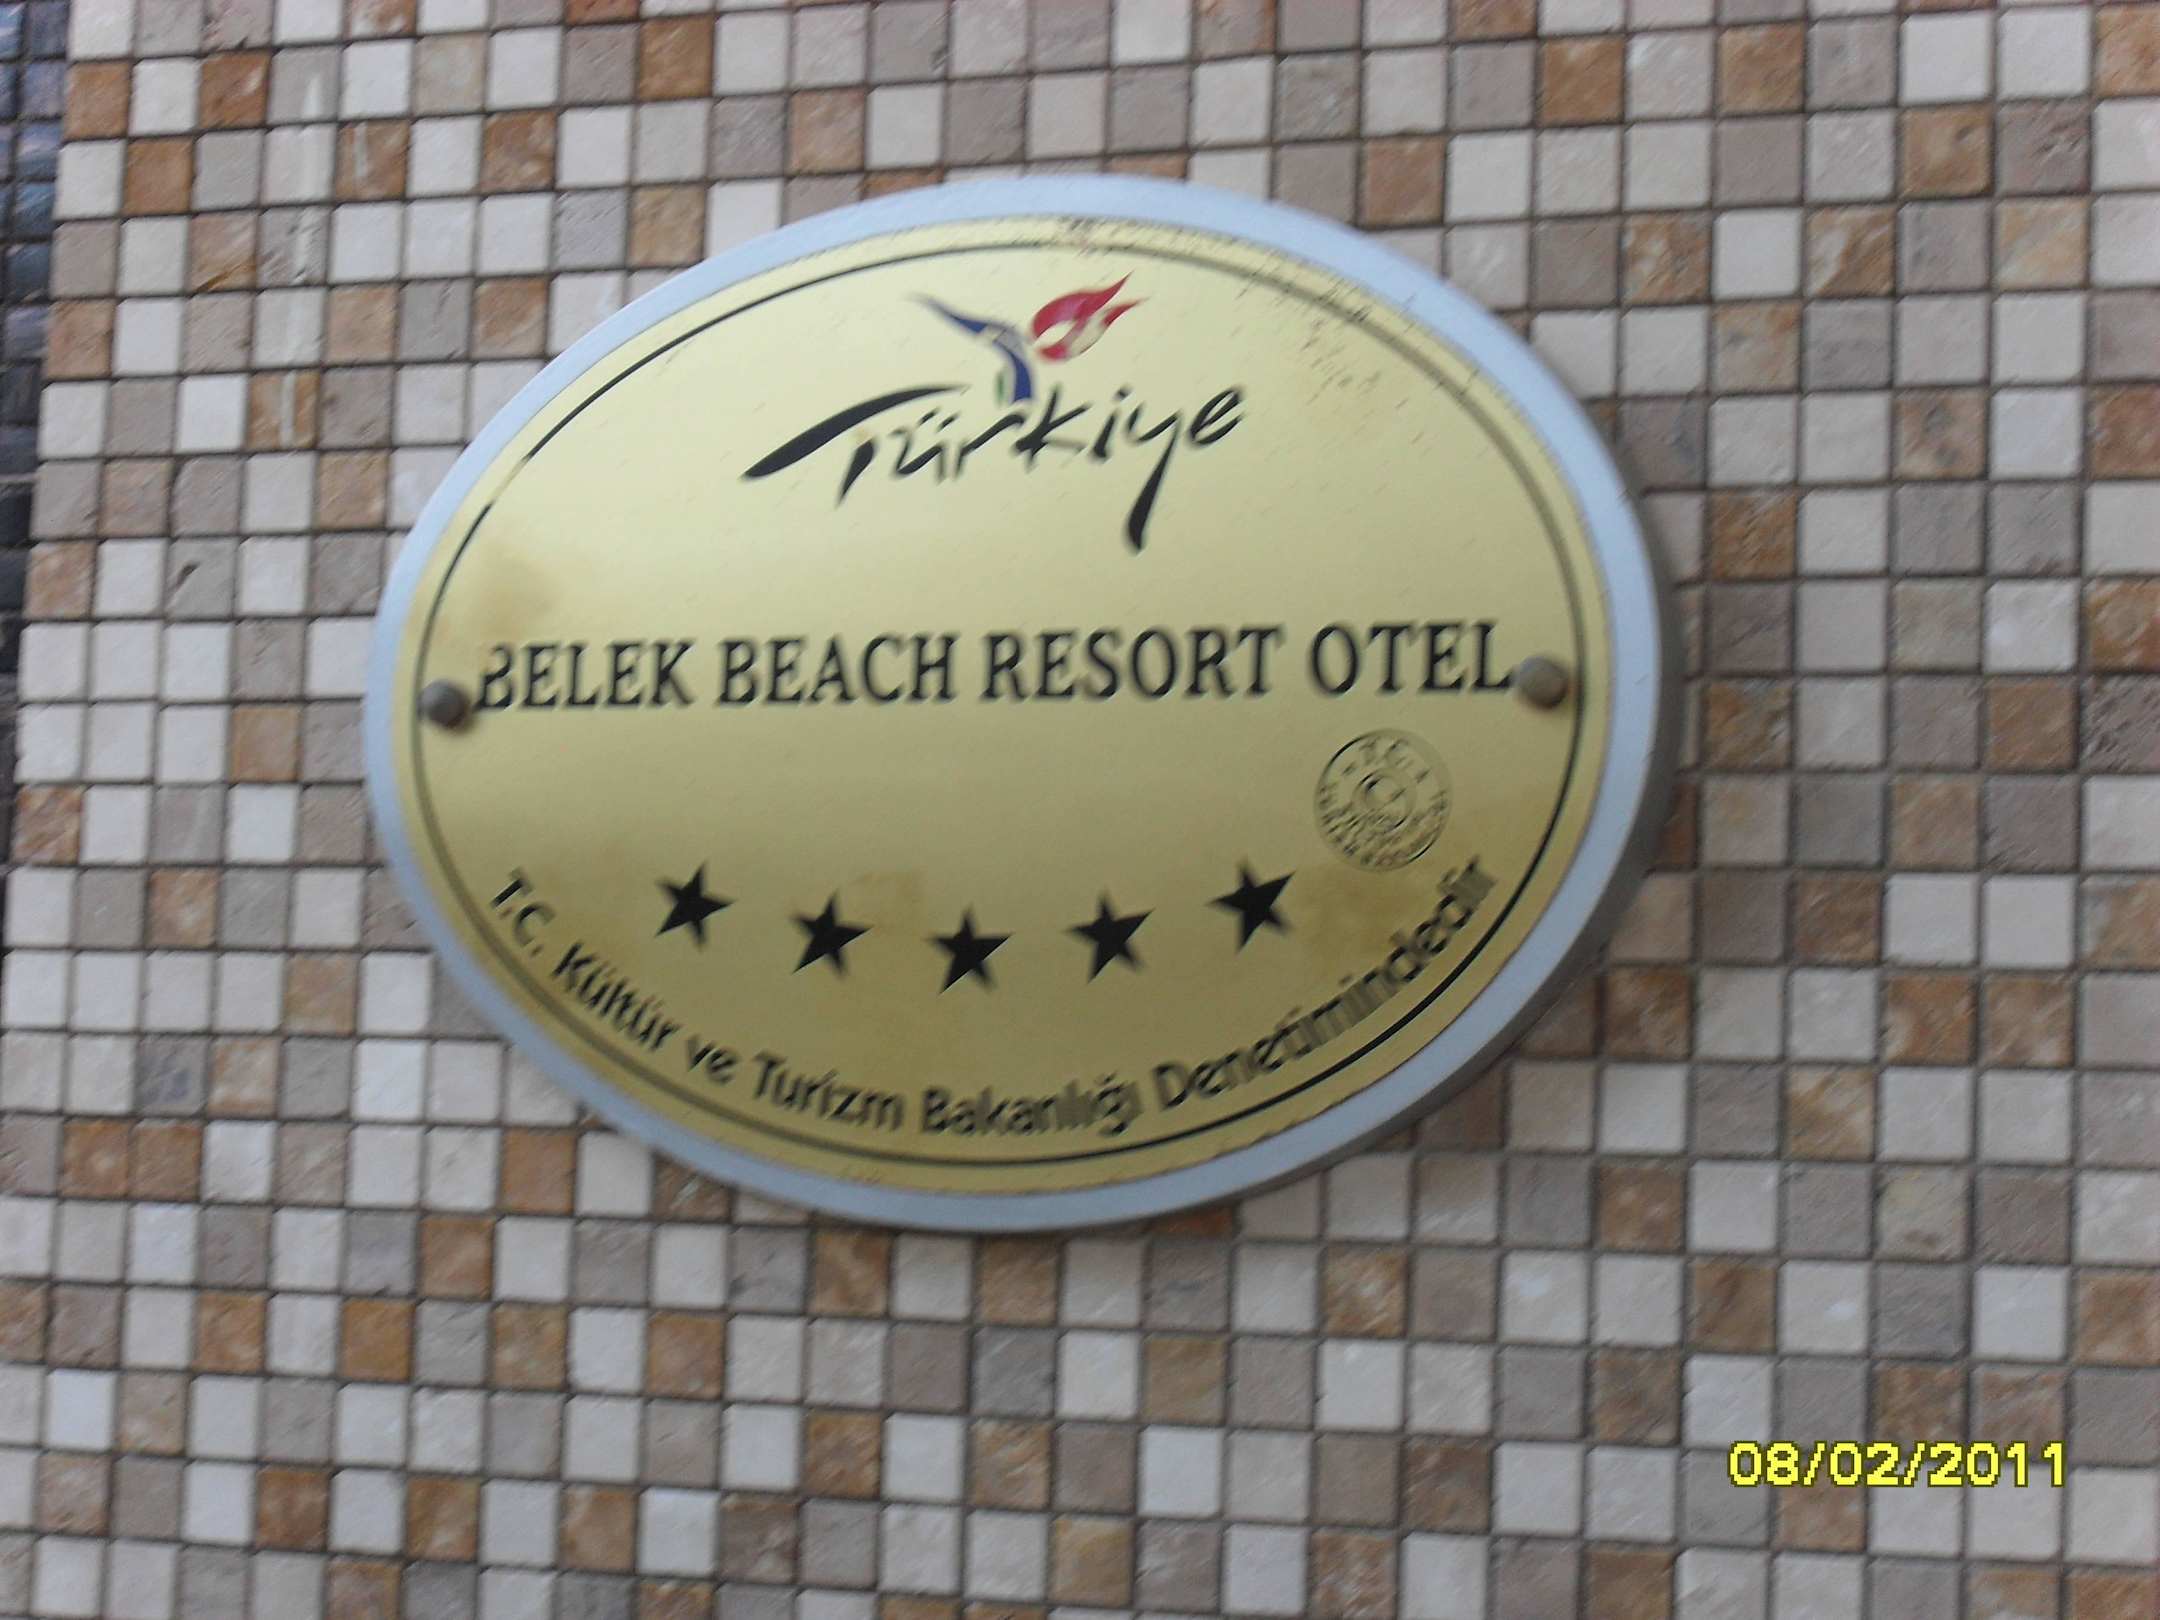 Türkiye
BELEK BEACH RESORT OTEL
T.C. Kültür ve Turizm Bakanlığı Denetimindedir
08/02/2011